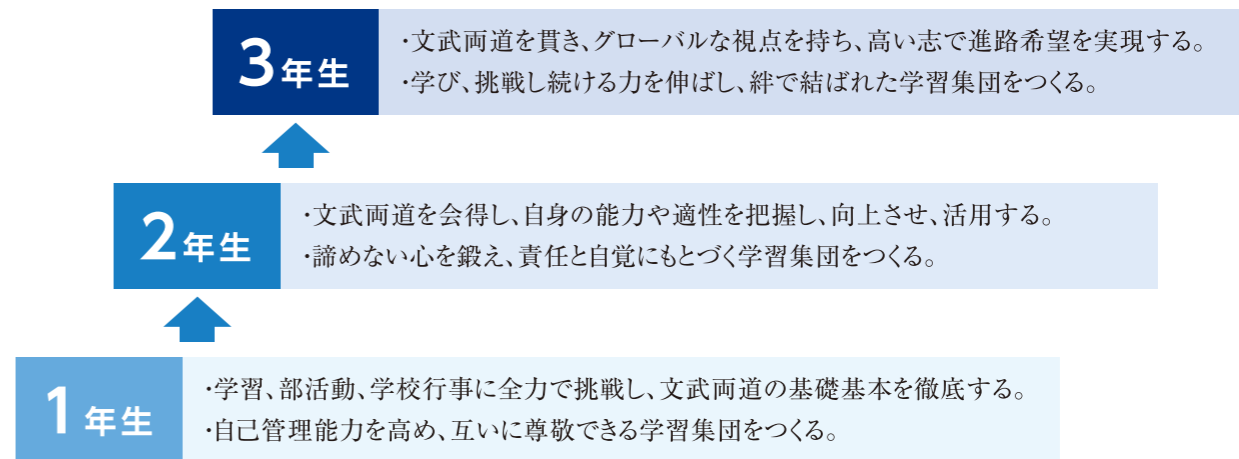 3年生
・文武両道を貫き、グローバルな視点を持ち、高い志で進路希望を実現する。
・学び、挑戦し続ける力を伸ばし、絆で結ばれた学習集団をつくる。
2年生
・文武両道を会得し、自身の能力や適性を把握し、向上させ、活用する。
・諦めない心を鍛え、責任と自覚にもとづく学習集団をつくる。
1年生
・学習、部活動、学校行事に全力で挑戦し、文武両道の基礎基本を徹底する。
・自己管理能力を高め、互いに尊敬できる学習集団をつくる。